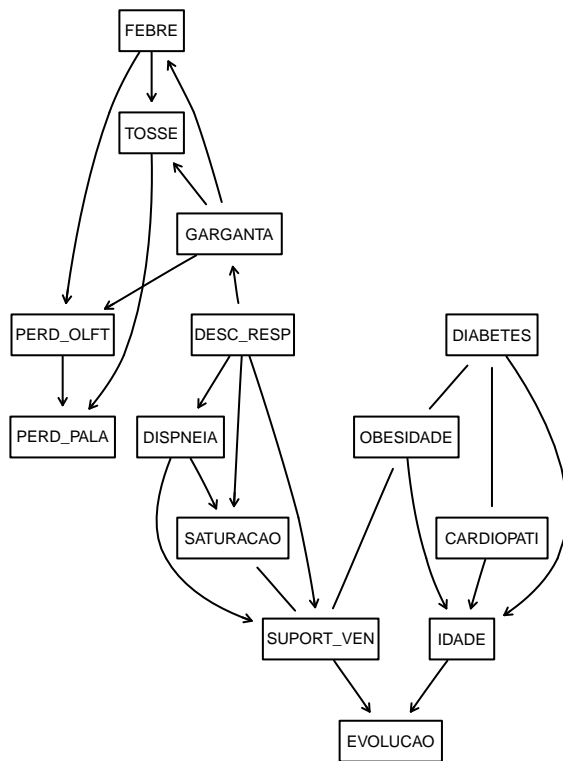 FEBRE
TOSSE
GARGANTA
PERD_OLFT
DESC_RESP
DIABETES
PERD_PALA
DISPNEIA
OBESIDADE
SATURACAO
CARDIOPATI
SUPORT_VEN
IDADE
EVOLUCAO